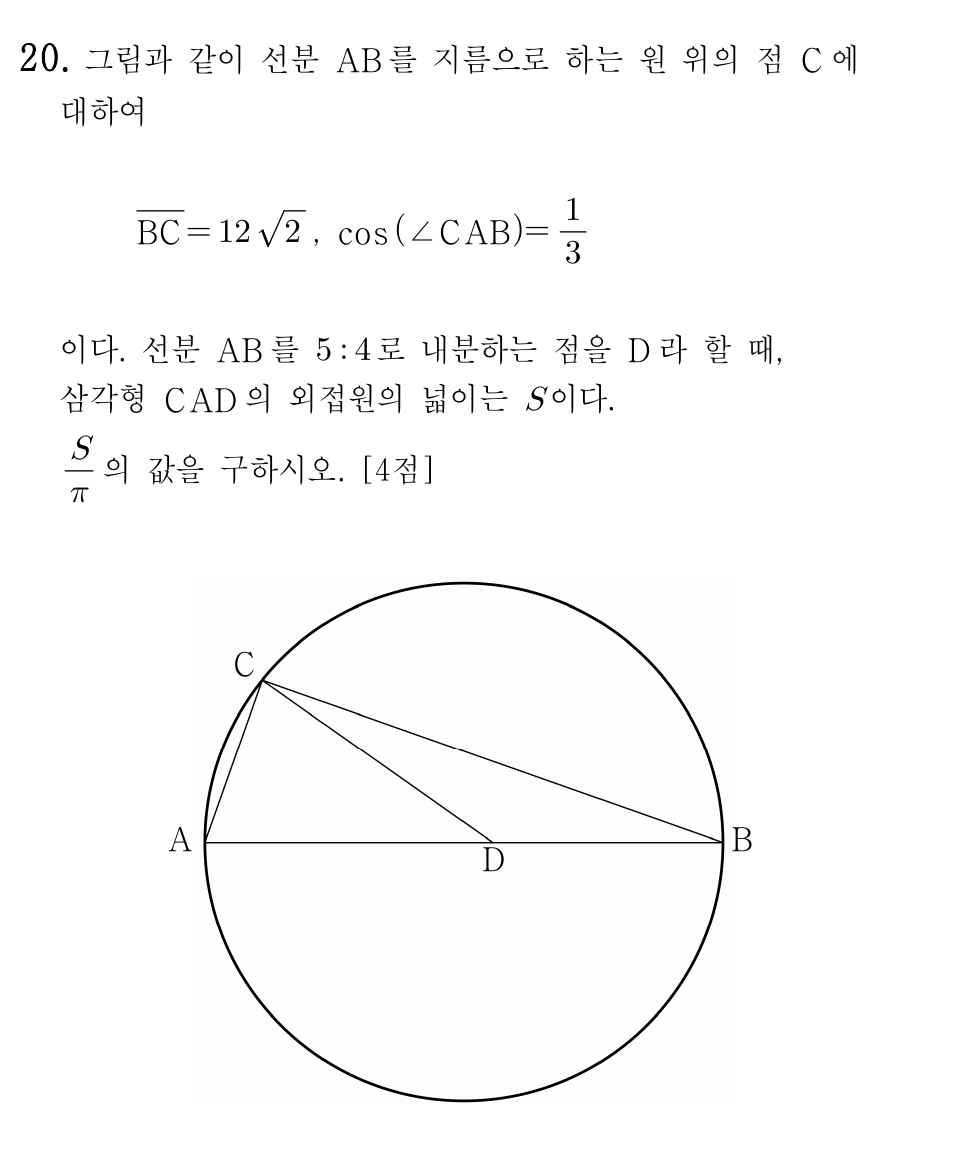 20. 그림과 같이 선분 AB를 지름으로 하는 원 위의 점 C에
대하여
$\overline{BC}=12\sqrt{2}$, cos(∠CAB)=$\frac{1}{3}$
이다. 선분 AB를 5:4로 내분하는 점을 D라 할 때,
삼각형 CAD의 외접원의 넓이는 S이다.
$\frac{S}{\pi}$의 값을 구하시오. [4점]
C
A
B
D